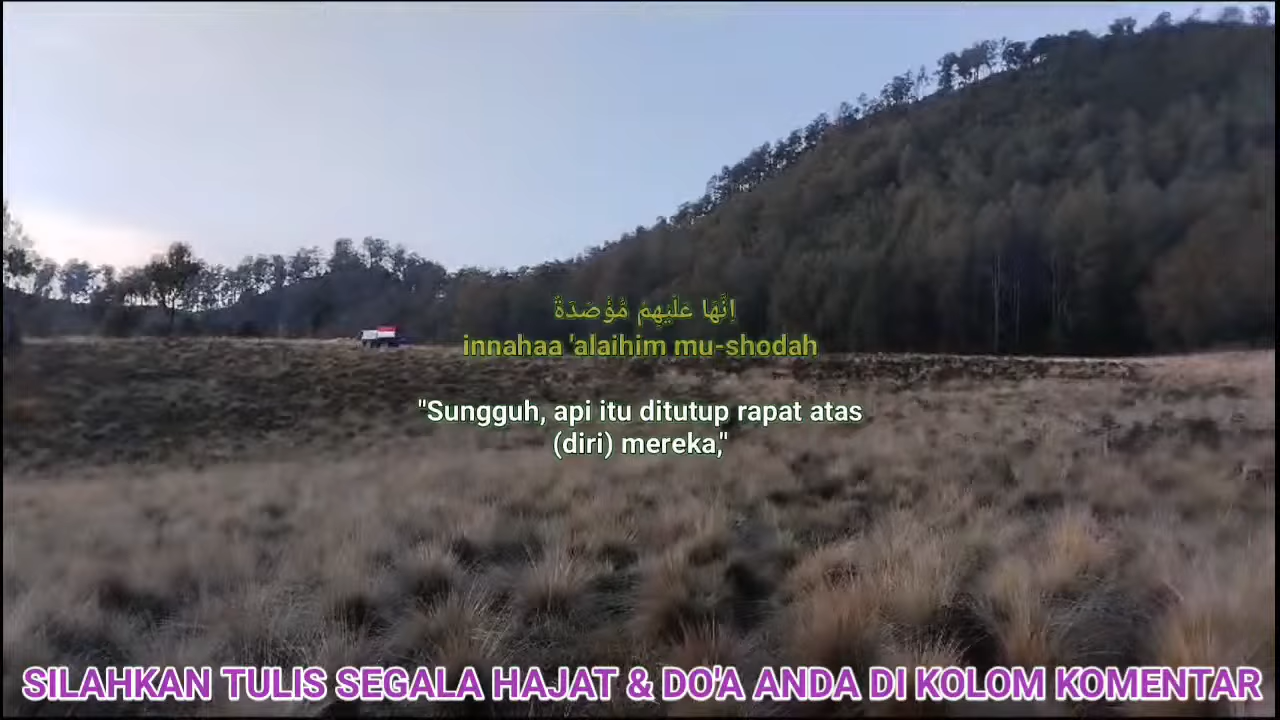 اِنَّهَا عَلَيْهِمْ مُّؤْصَدَةٌ
innahaa 'alaihim mu-shodah
"Sungguh, api itu ditutup rapat atas
(diri) mereka,"
SILAHKAN TULIS SEGALA HAJAT & DO'A ANDA DI KOLOM KOMENTAR